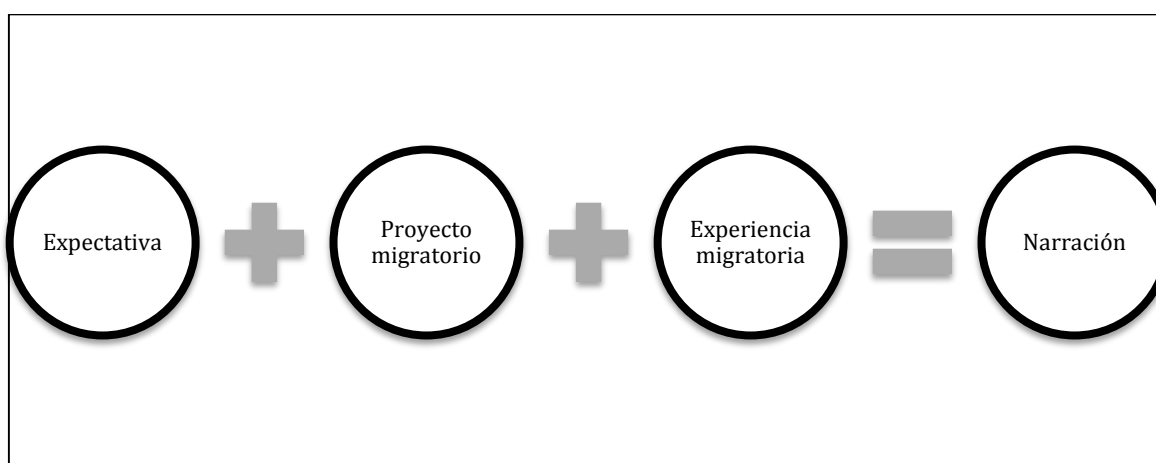 Expectativa
Proyecto
migratorio
Experiencia
migratoria
Narración